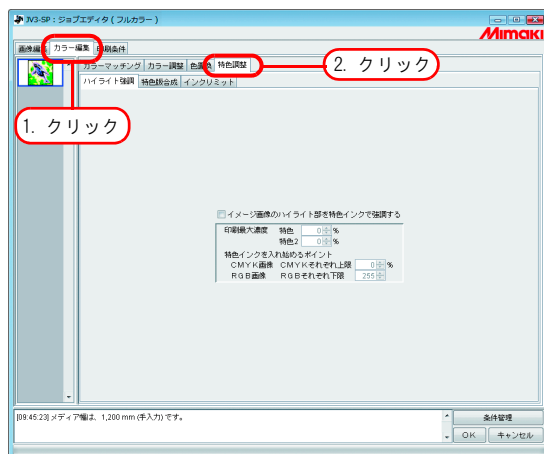 JV3-SP : ジョブエディタ ( フルカラー )
Mimaki
画像編集 カラー編集 印刷条件
カラーマッチング カラー調整 色置換 特色調整
2. クリック
ハイライト強調 特色版合成 インクリミット
1. クリック
イメージ画像のハイライト部を特色インクで強調する
印刷最大濃度 特色 0 %
特色2 0 %
特色インクを入れ始めるポイント
CMYK画像 CMYKそれぞれ上限 0 %
RGB画像 RGBそれぞれ下限 255
[09:45:23] メディア幅は、1,200 mm (手入力) です。
条件管理
OK キャンセル